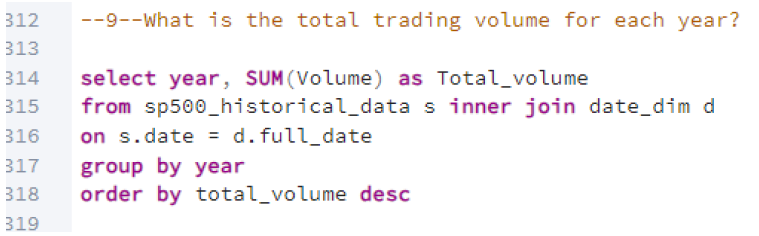 312 --9--What is the total trading volume for each year?
313
314 select year, SUM(Volume) as Total_volume
315 from sp500_historical_data s inner join date_dim d
316 on s.date = d.full_date
317 group by year
318 order by total_volume desc
319